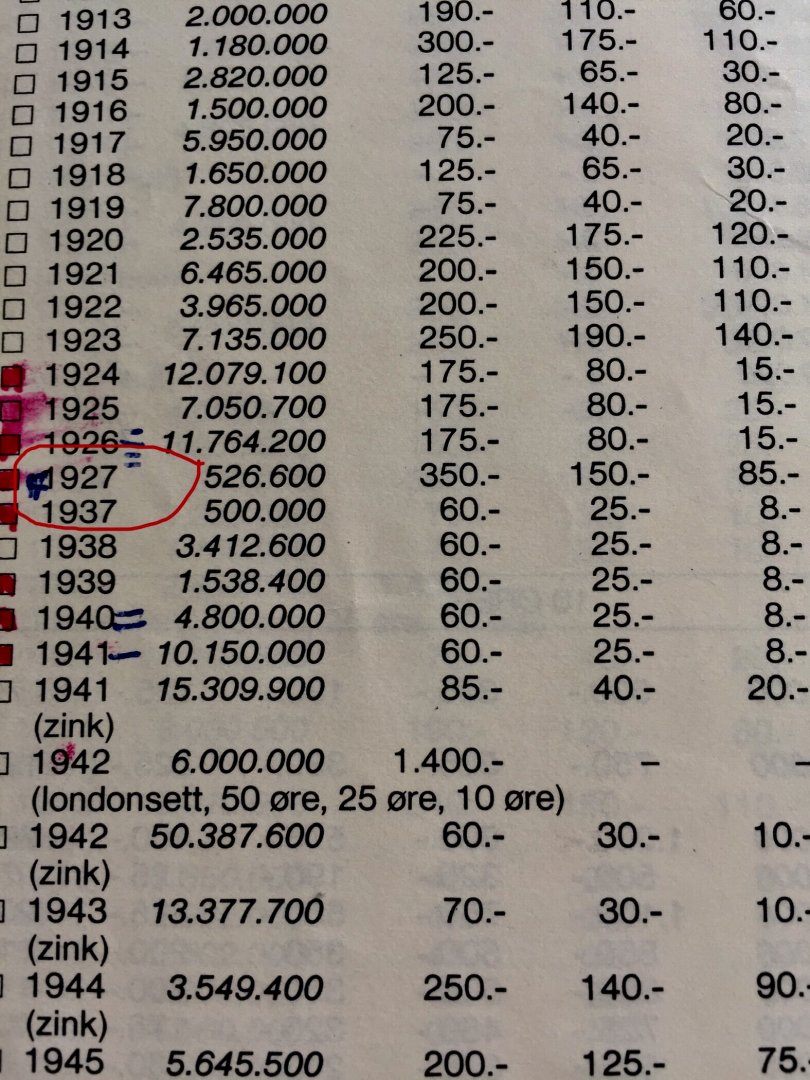 1913 2.000.000 190.- 110.- 60.-
1914 1.180.000 300.- 175.- 110.-
1915 2.820.000 125.- 65.- 30.-
1916 1.500.000 200.- 140.- 80.-
1917 5.950.000 75.- 40.- 20.-
1918 1.650.000 125.- 65.- 30.-
1919 7.800.000 75.- 40.- 20.-
1920 2.535.000 225.- 175.- 120.-
1921 6.465.000 200.- 150.- 110.-
1922 3.965.000 200.- 150.- 110.-
1923 7.135.000 250.- 190.- 140.-
1924 12.079.100 175.- 80.- 15.-
1925 7.050.700 175.- 80.- 15.-
1926 11.764.200 175.- 80.- 15.-
1927 526.600 350.- 150.- 85.-
1937 500.000 60.- 25.- 8.-
1938 3.412.600 60.- 25.- 8.-
1939 1.538.400 60.- 25.- 8.-
1940 4.800.000 60.- 25.- 8.-
1941 10.150.000 60.- 25.- 8.-
1941 15.309.900 85.- 40.- 20.-
(zink)
1942 6.000.000 1.400.- – –
(londonsett, 50 øre, 25 øre, 10 øre)
1942 50.387.600 60.- 30.- 10.-
(zink)
1943 13.377.700 70.- 30.- 10.-
(zink)
1944 3.549.400 250.- 140.- 90.-
(zink)
1945 5.645.500 200.- 125.- 75.-